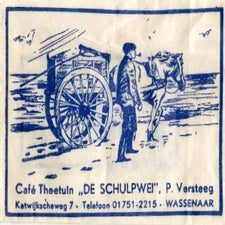 Café Theetuin „DE SCHULPWEI”, P. Versteeg
Katwijkscheweg 7 - Telefoon 01751-2215 - WASSENAAR